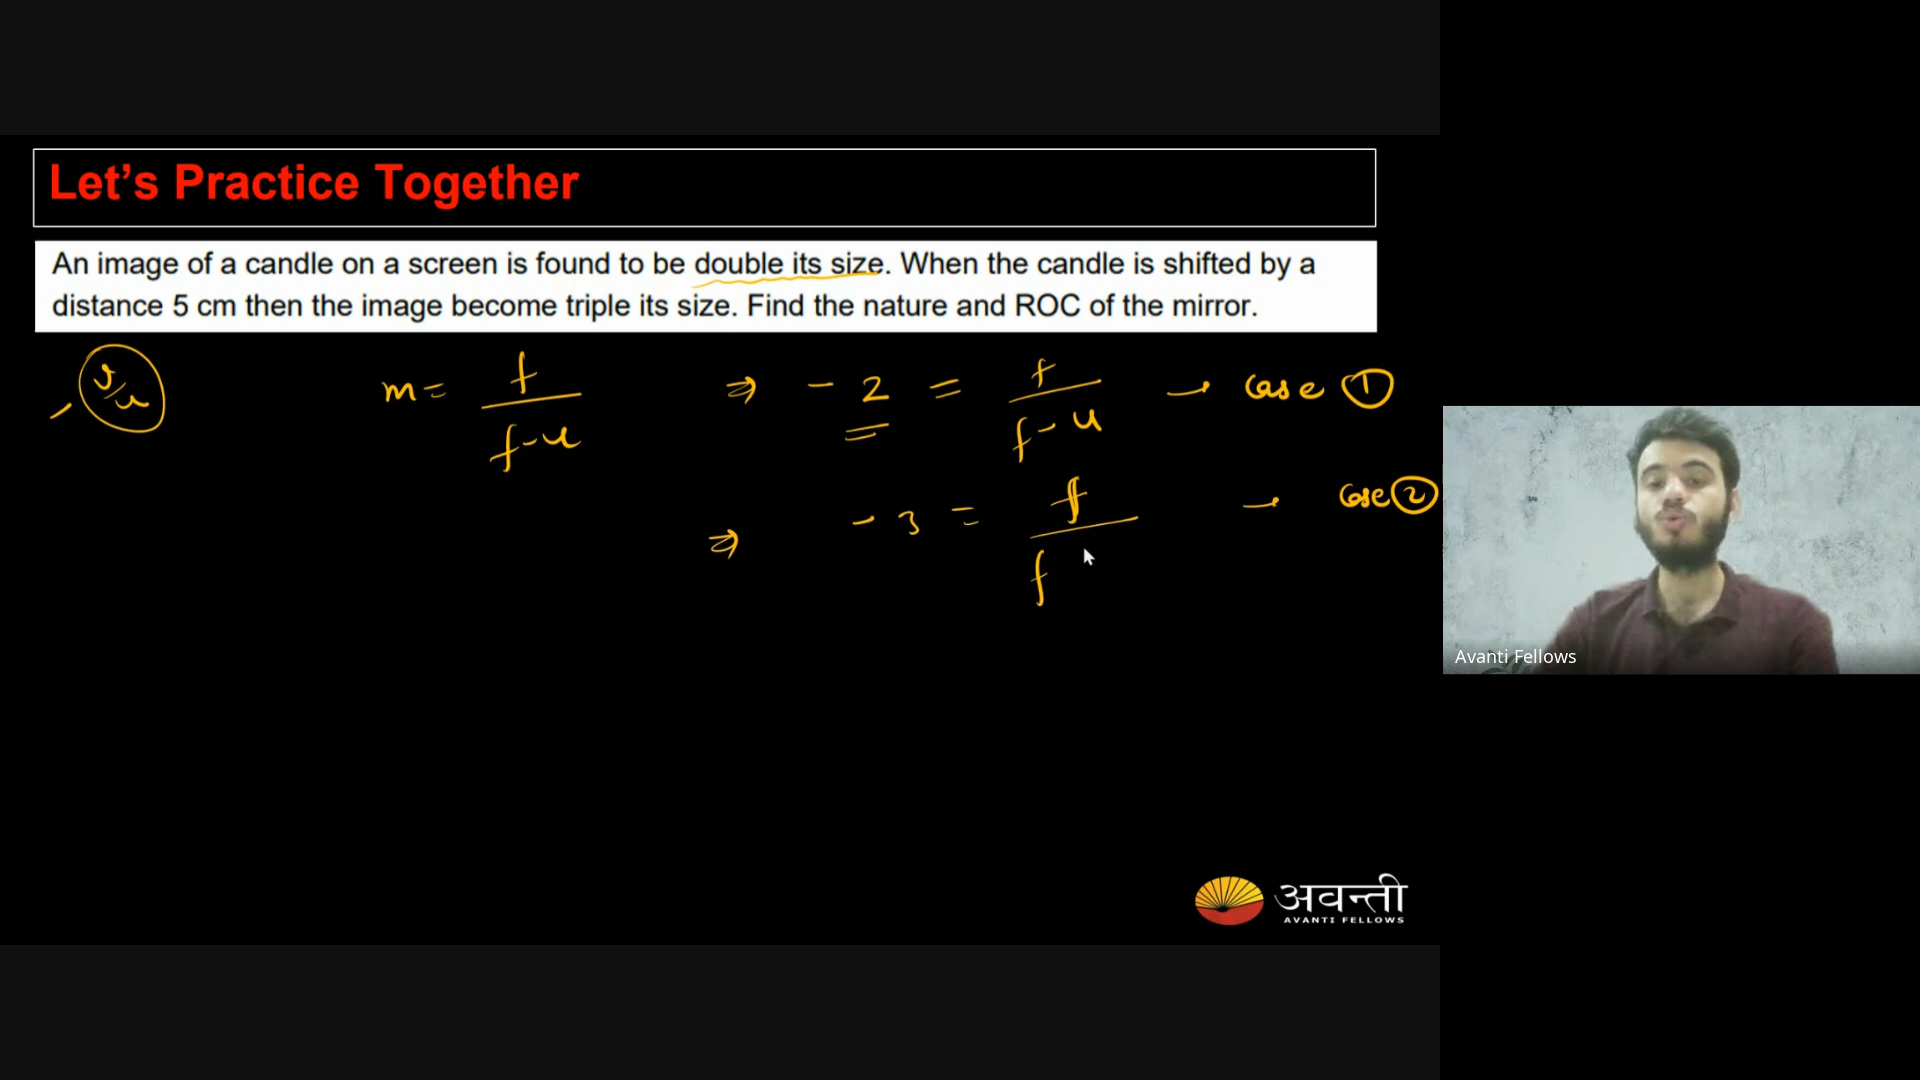 Let’s Practice Together
An image of a candle on a screen is found to be double its size. When the candle is shifted by a
distance 5 cm then the image become triple its size. Find the nature and ROC of the mirror.
- v/u
m = f/(f-u) ⇒ -2 = f/(f-u) → case ①
⇒ -3 = f/f → case ②
Avanti Fellows
अवन्ती
AVANTI FELLOWS